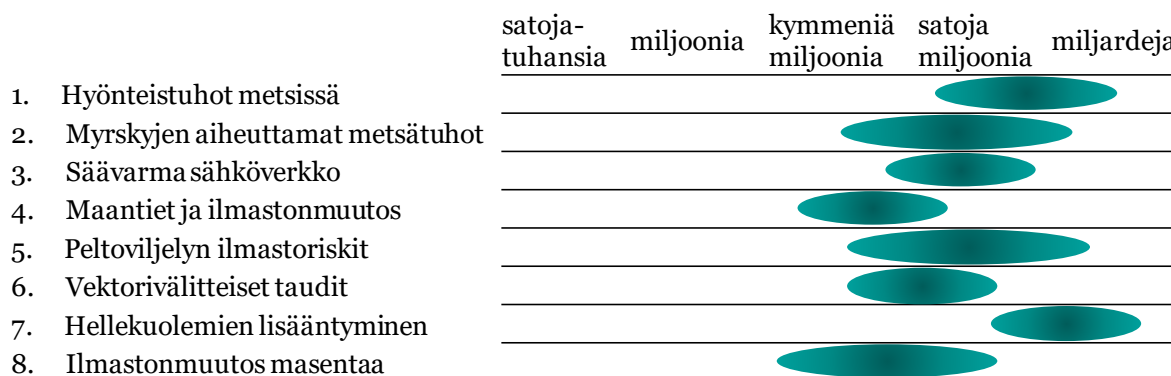 satoja-
tuhansia
miljoonia
kymmeniä
miljoonia
satoja
miljoonia
miljardeja
1. Hyönteistuhot metsissä
2. Myrskyjen aiheuttamat metsätuhot
3. Säävarma sähköverkko
4. Maantiet ja ilmastonmuutos
5. Peltoviljelyn ilmastoriskit
6. Vektorivälitteiset taudit
7. Hellekuolemien lisääntyminen
8. Ilmastonmuutos masentaa